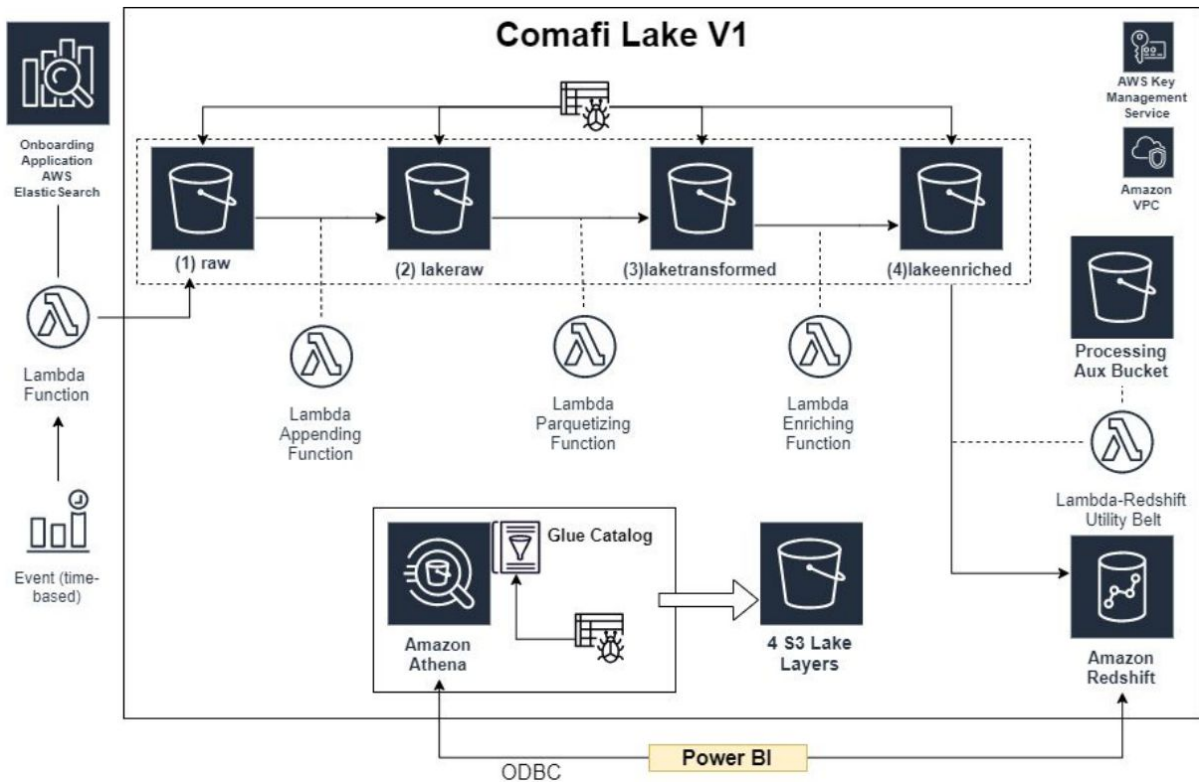 Comafi Lake V1
Onboarding
Application
AWS
ElasticSearch
AWS Key
Management
Service
Amazon
VPC
(1) raw
(2) lakeraw
(3)laketransformed
(4)lakeenriched
Lambda
Function
Lambda
Appending
Function
Lambda
Parquetizing
Function
Lambda
Enriching
Function
Processing
Aux Bucket
Lambda-Redshift
Utility Belt
Event (time-
based)
Glue Catalog
Amazon
Athena
4 S3 Lake
Layers
Amazon
Redshift
Power BI
ODBC